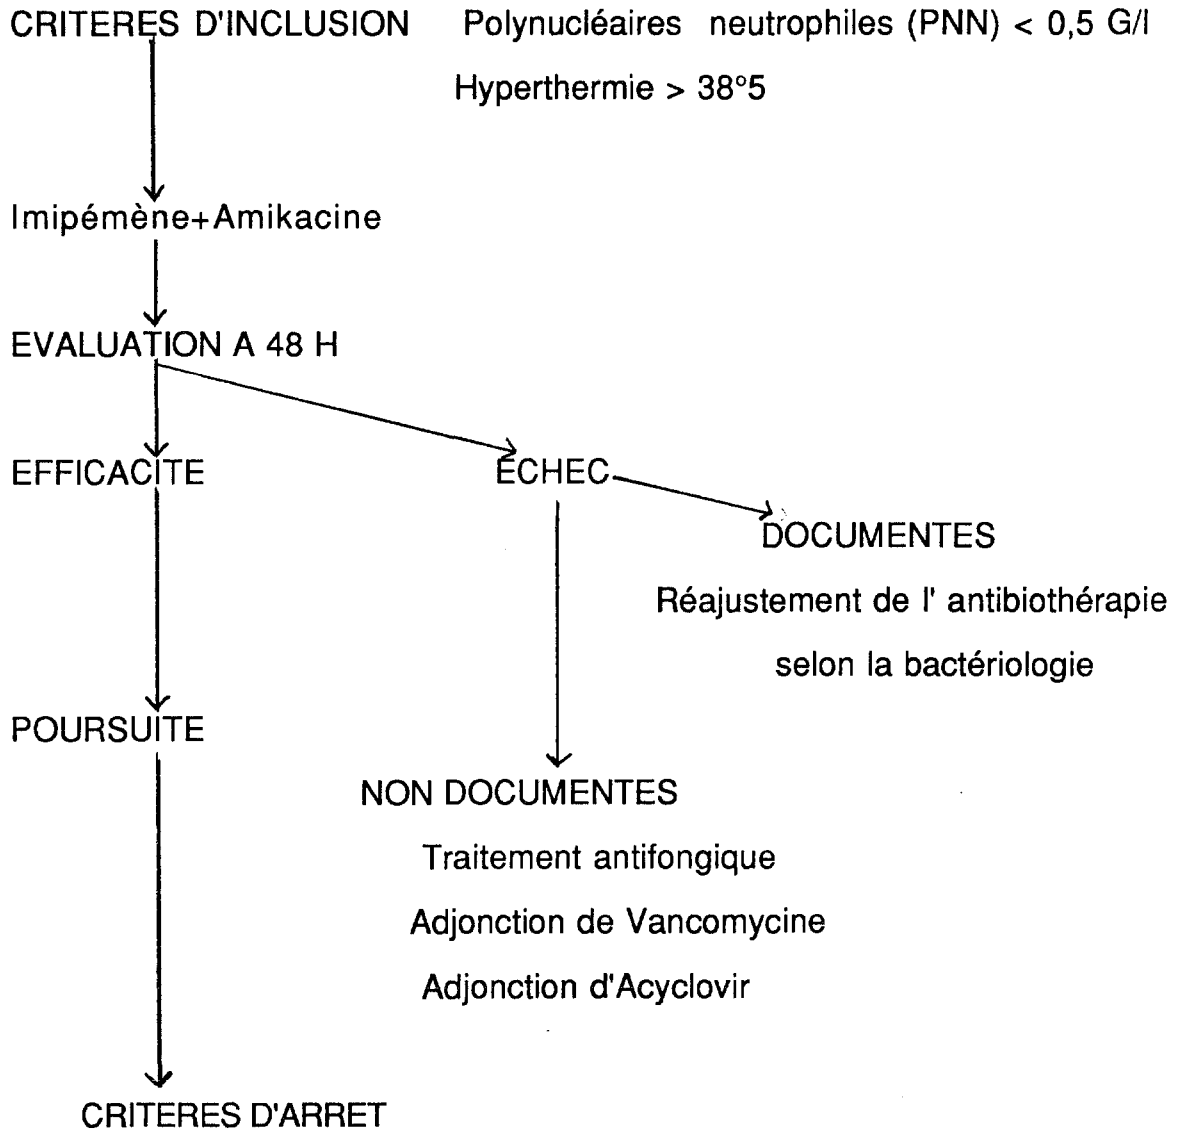 CRITERES D'INCLUSION Polynucléaires neutrophiles (PNN) < 0,5 G/l
Hyperthermie > 38°5
Imipémène+Amikacine
EVALUATION A 48 H
EFFICACITE
ECHEC
DOCUMENTES
Réajustement de l' antibiothérapie
selon la bactériologie
POURSUITE
NON DOCUMENTES
Traitement antifongique
Adjonction de Vancomycine
Adjonction d'Acyclovir
CRITERES D'ARRET